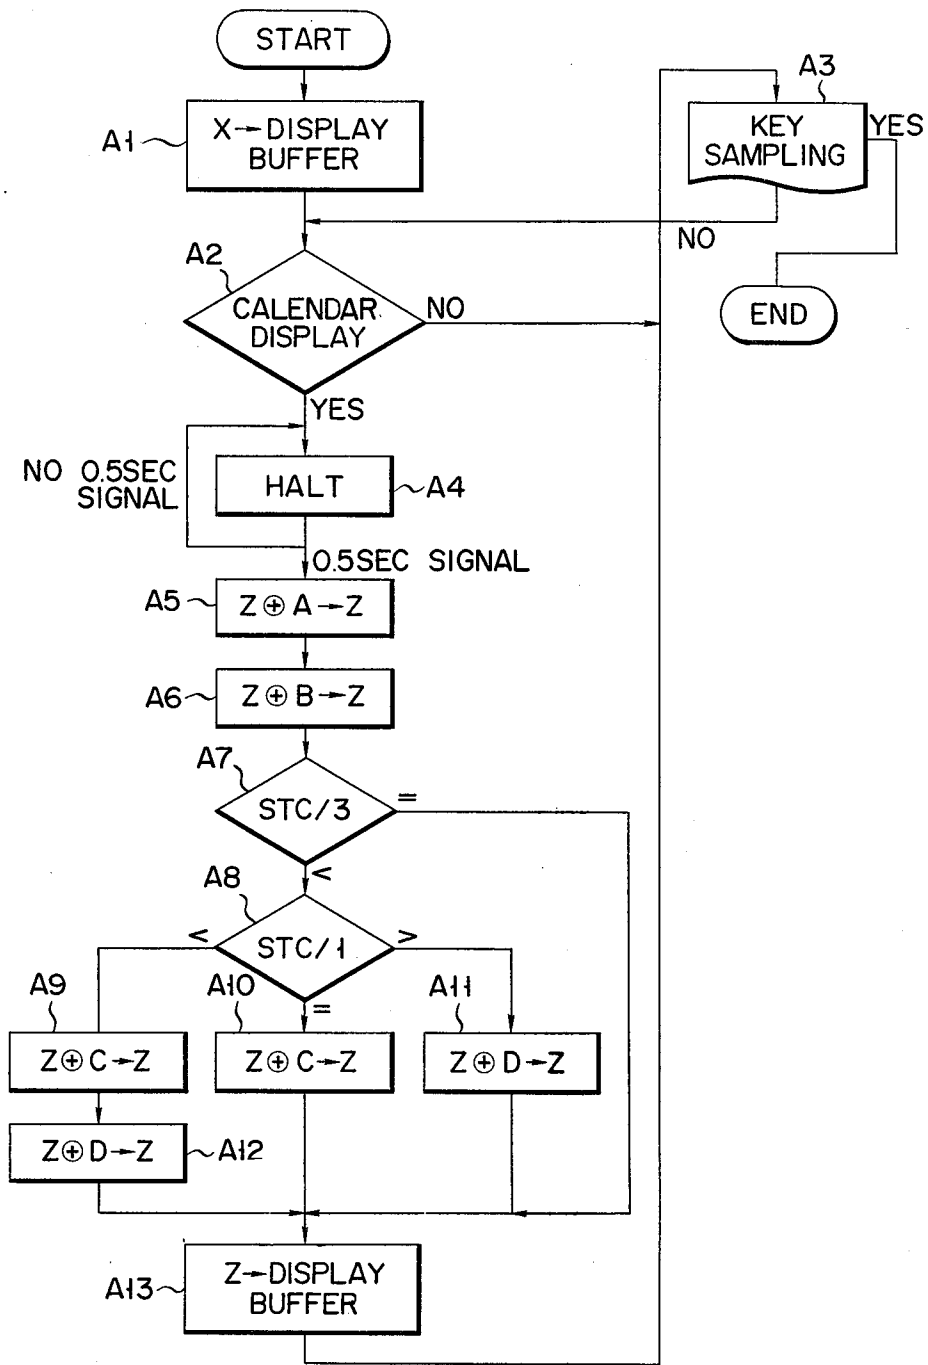 START
A1
X→DISPLAY
BUFFER
A3
KEY
SAMPLING
YES
NO
END
A2
CALENDAR
DISPLAY
NO
YES
NO 0.5SEC
SIGNAL
HALT
A4
0.5SEC SIGNAL
A5
Z⊕A→Z
A6
Z⊕B→Z
A7
STC/3
=
<
A8
STC/1
<
>
=
A9
Z⊕C→Z
A10
Z⊕C→Z
A11
Z⊕D→Z
Z⊕D→Z
A12
A13
Z→DISPLAY
BUFFER